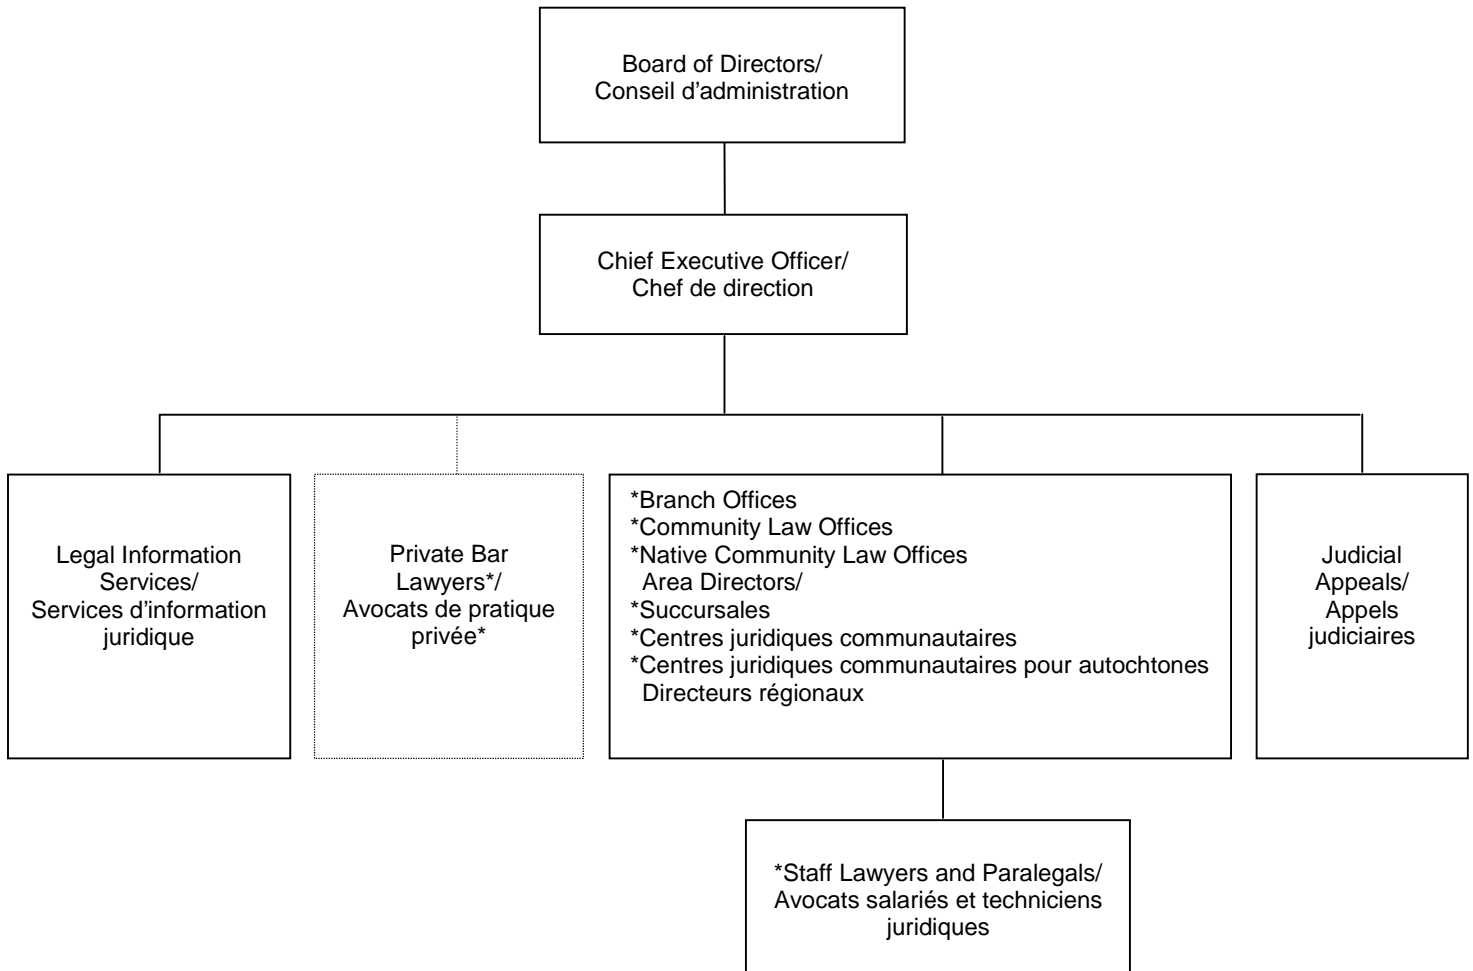 Board of Directors/
Conseil d'administration
Chief Executive Officer/
Chef de direction
Legal Information
Services/
Services d'information
juridique
Private Bar
Lawyers*/
Avocats de pratique
privée*
*Branch Offices
*Community Law Offices
*Native Community Law Offices
Area Directors/
*Succursales
*Centres juridiques communautaires
*Centres juridiques communautaires pour autochtones
Directeurs régionaux
Judicial
Appeals/
Appels
judiciaires
*Staff Lawyers and Paralegals/
Avocats salariés et techniciens
juridiques